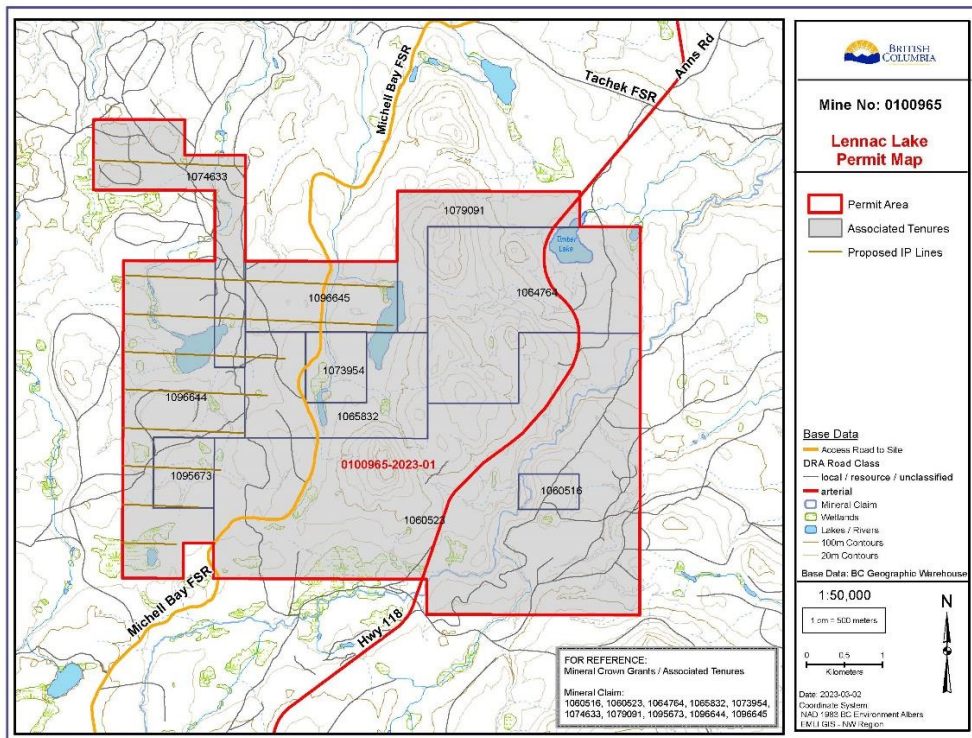 Michell Bay FSR
Tachek FSR
Anns Rd
1074633
1079091
Timber
Lake
1064764
1096645
1073954
1065832
1096644
0100965-2023-01
1095673
1060516
1060523
Michell Bay FSR
Hwy 118
FOR REFERENCE:
Mineral Crown Grants / Associated Tenures
Mineral Claim:
1060516, 1060523, 1064764, 1065832, 1073954,
1074633, 1079091, 1095673, 1096644, 1096645
BRITISH
COLUMBIA
Mine No: 0100965
Lennac Lake
Permit Map
Permit Area
Associated Tenures
Proposed IP Lines
Base Data
Access Road to Site
DRA Road Class
local / resource / unclassified
arterial
Mineral Claim
Wetlands
Lakes / Rivers
100m Contours
20m Contours
Base Data: BC Geographic Warehouse
1:50,000
1 cm = 500 meters
N
0 0.5 1
Kilometers
Date: 2023-03-02
Coordinate System:
NAD 1983 BC Environment Albers
EMLI GIS - NW Region